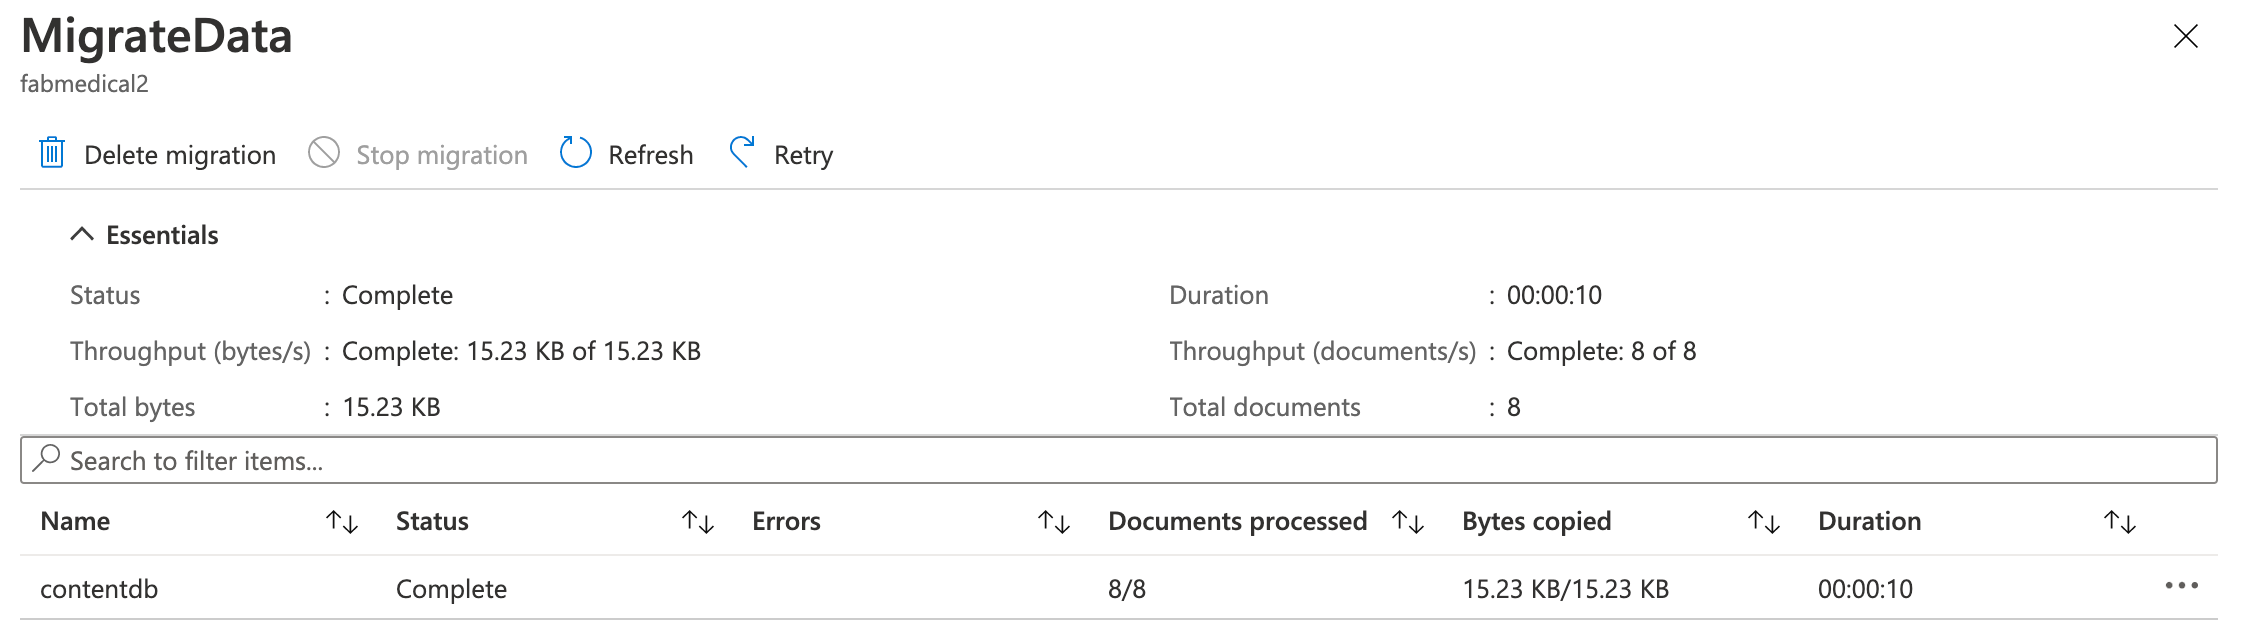 MigrateData
fabmedical2
Delete migration Stop migration Refresh Retry
Essentials
Status : Complete Duration : 00:00:10
Throughput (bytes/s) : Complete: 15.23 KB of 15.23 KB Throughput (documents/s) : Complete: 8 of 8
Total bytes : 15.23 KB Total documents : 8
Search to filter items...
Name Status Errors Documents processed Bytes copied Duration
contentdb Complete 8/8 15.23 KB/15.23 KB 00:00:10